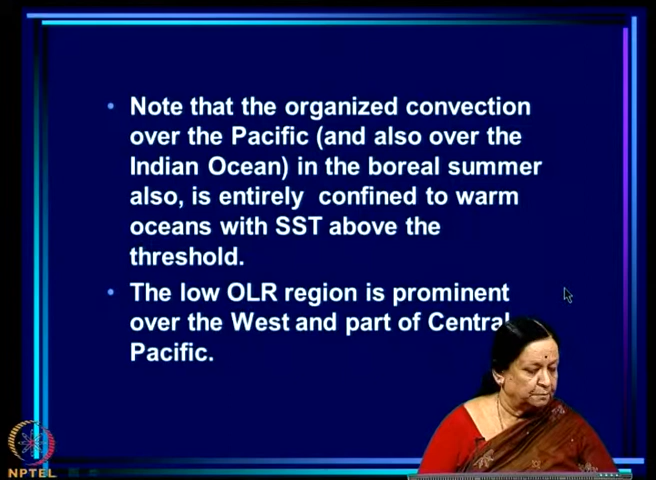 Note that the organized convection
over the Pacific (and also over the
Indian Ocean) in the boreal summer
also, is entirely confined to warm
oceans with SST above the
threshold.
The low OLR region is prominent
over the West and part of Central
Pacific.
NPTEL